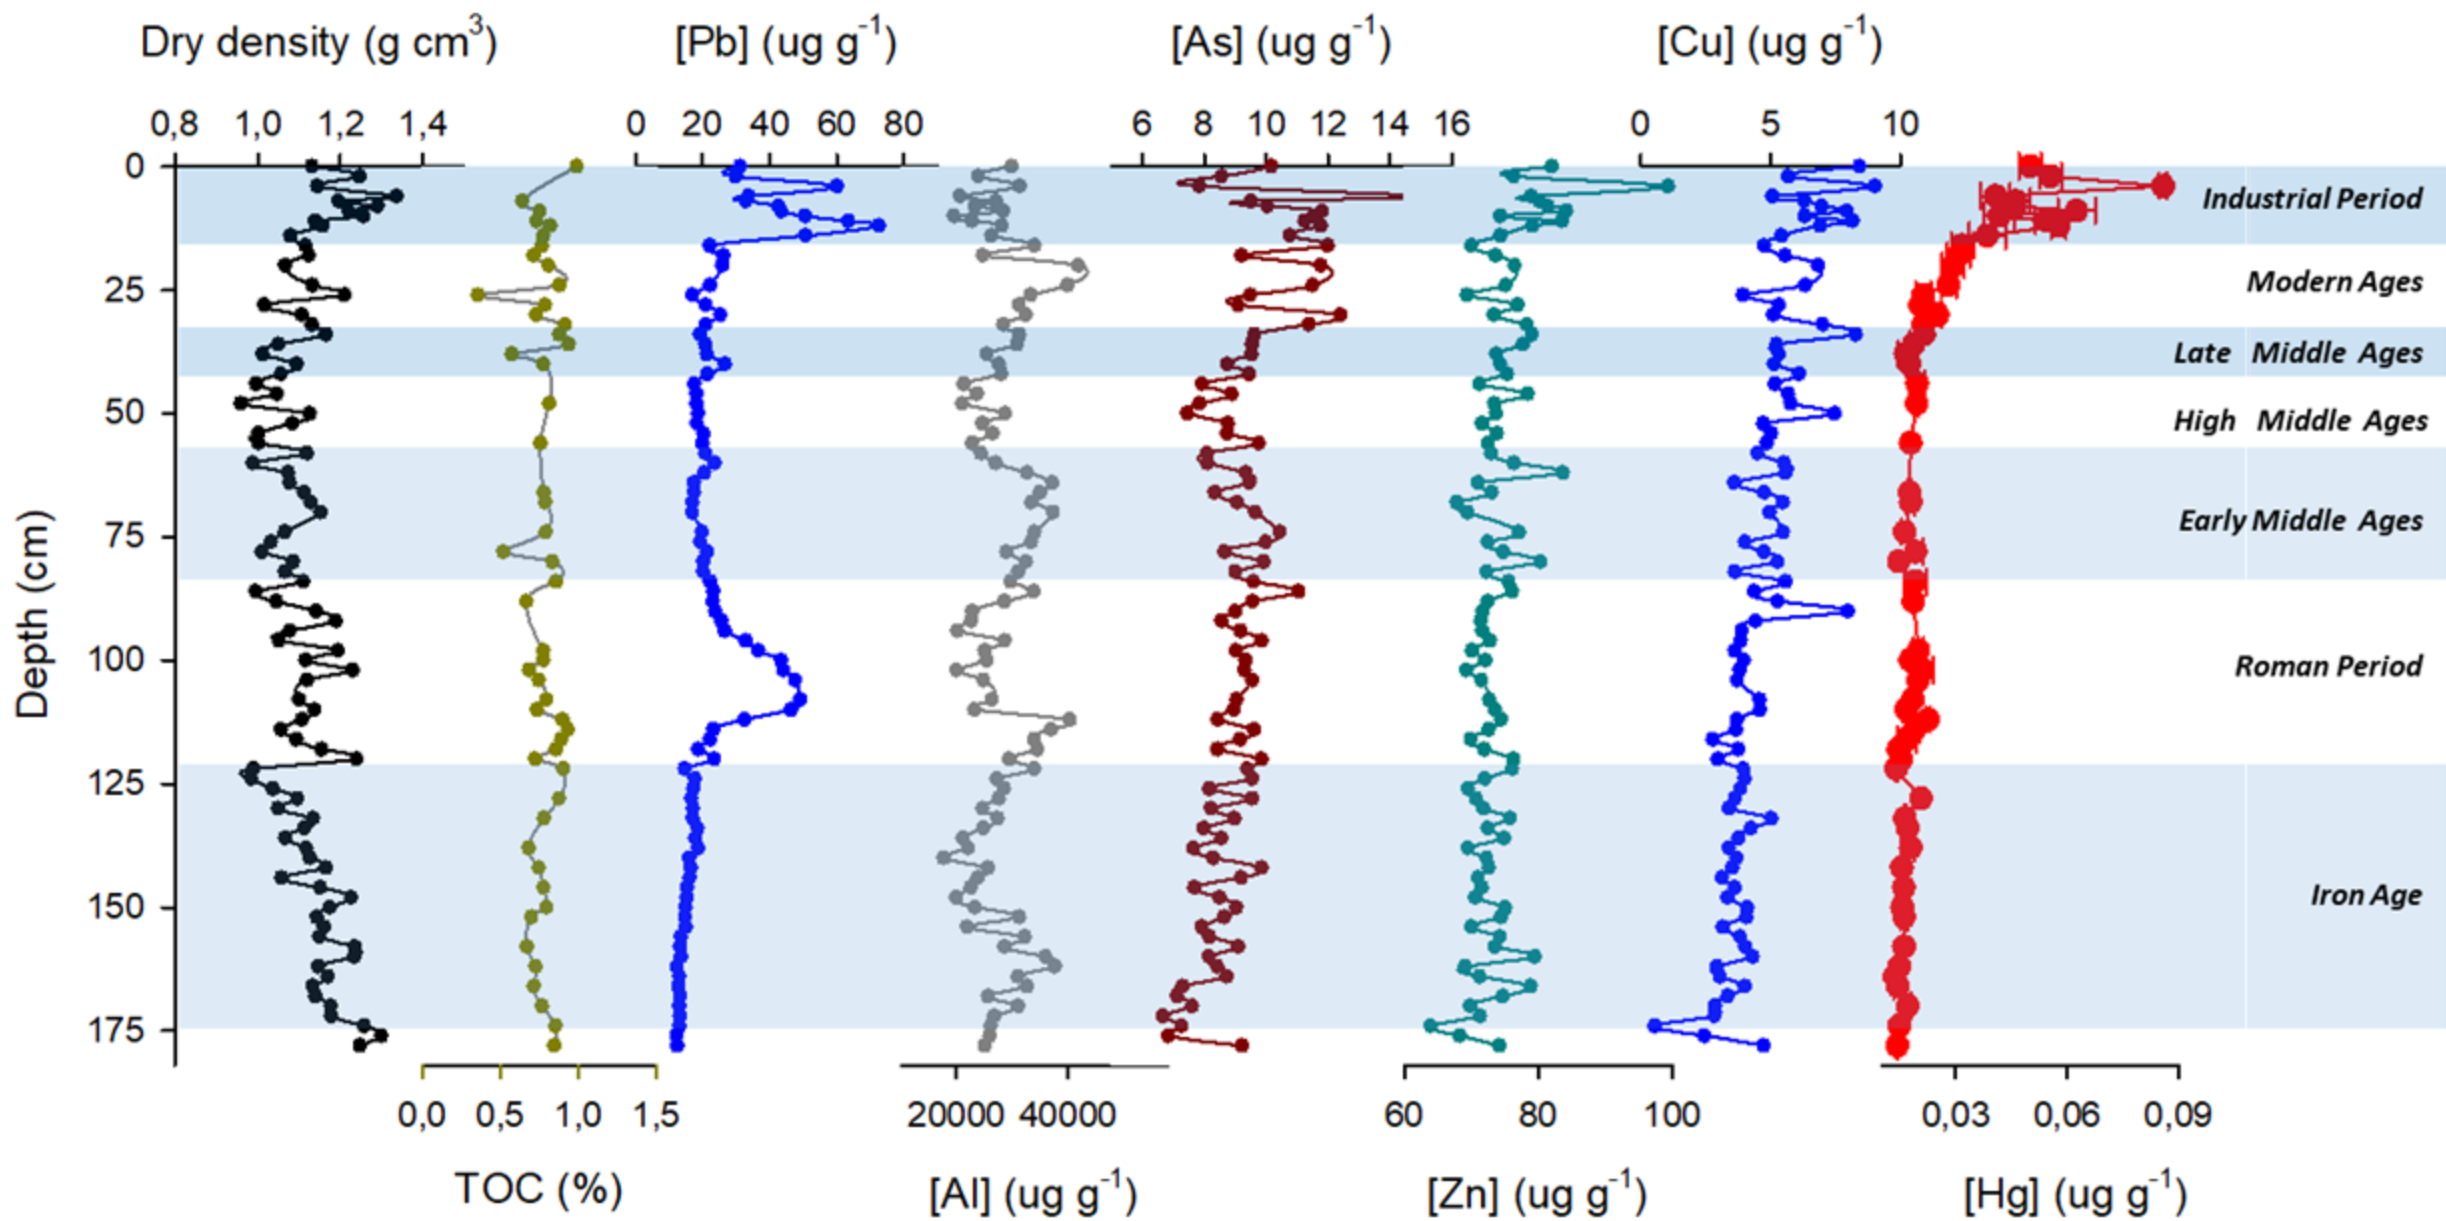 Dry density (g cm³) [Pb] (ug g⁻¹) [As] (ug g⁻¹) [Cu] (ug g⁻¹)
0,8 1,0 1,2 1,4 0 20 40 60 80 6 8 10 12 14 16 0 5 10
0
Industrial Period
Modern Ages
25
Late Middle Ages
50
High Middle Ages
Early Middle Ages
75
Depth (cm)
100
Roman Period
125
150
Iron Age
175
0,0 0,5 1,0 1,5 20000 40000 60 80 100 0,03 0,06 0,09
TOC (%) [Al] (ug g⁻¹) [Zn] (ug g⁻¹) [Hg] (ug g⁻¹)